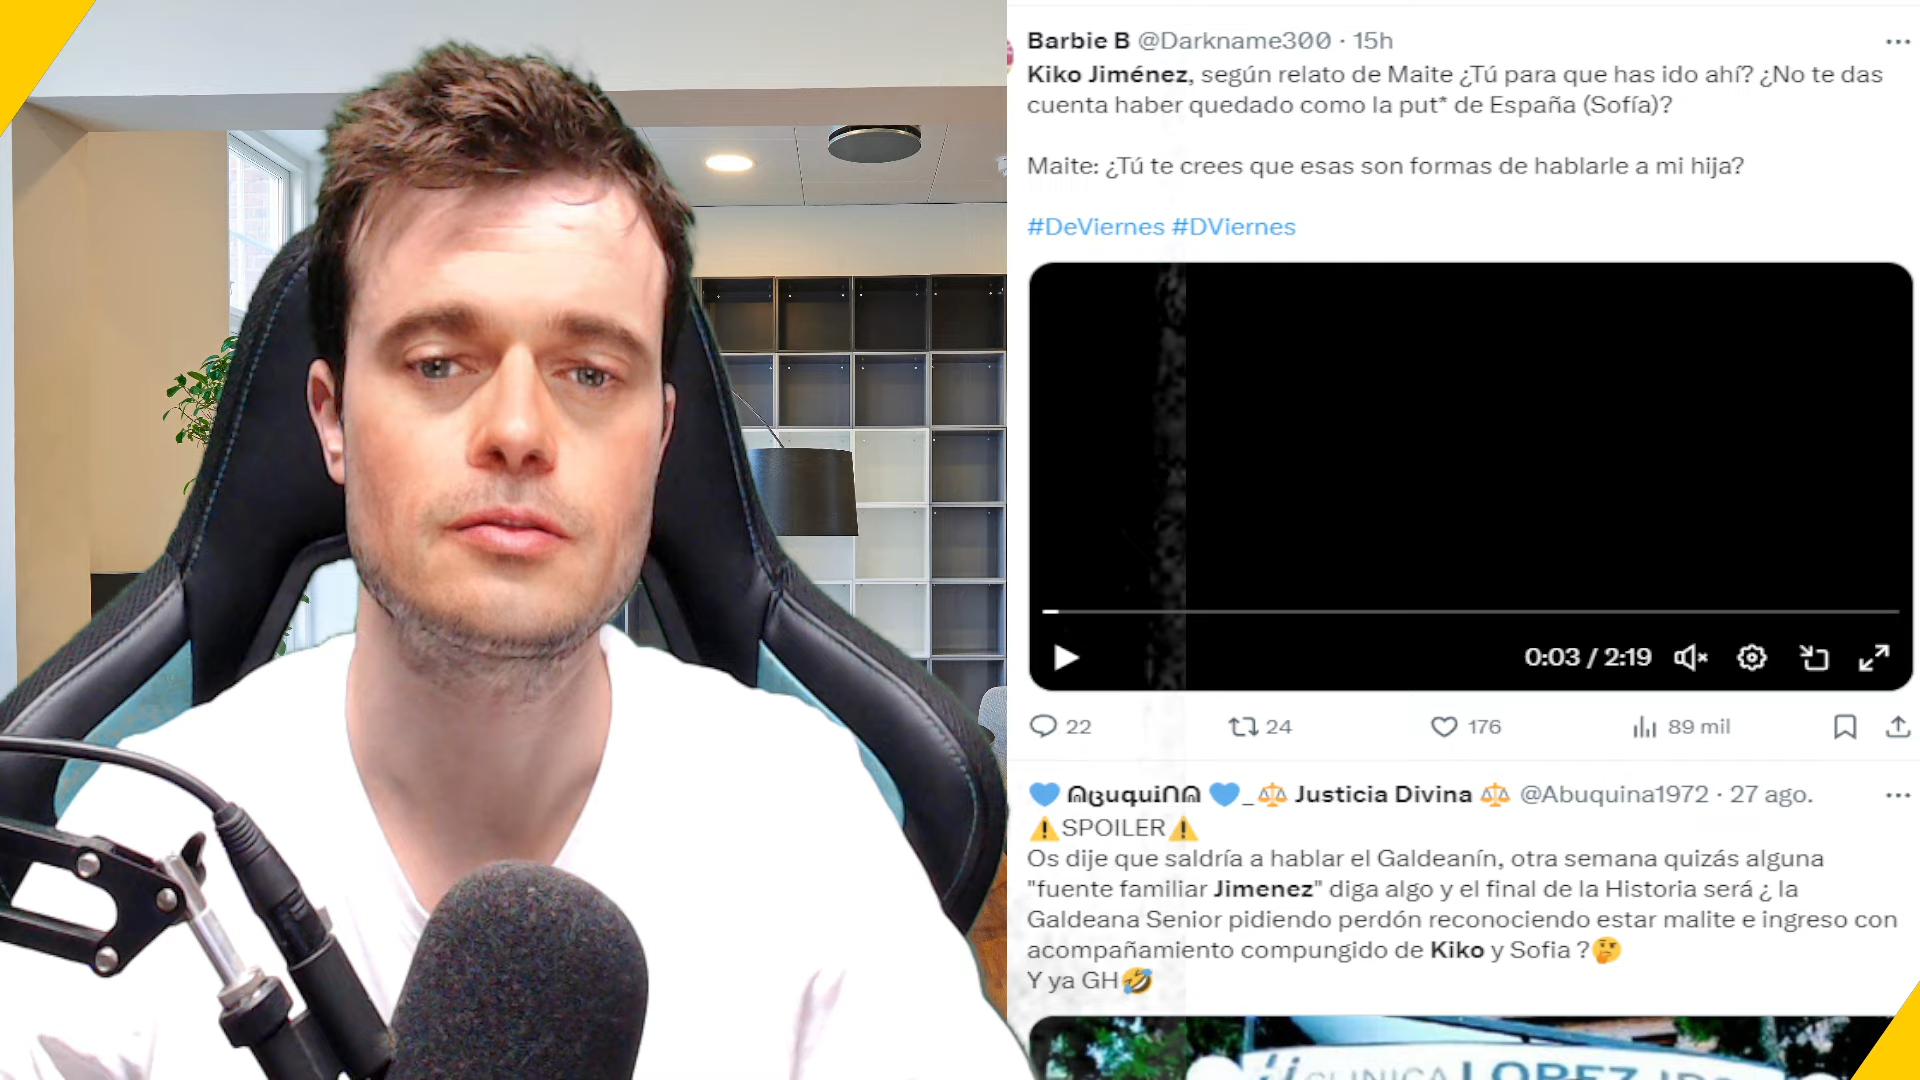 Barbie B @Darkname300 · 15h
Kiko Jiménez, según relato de Maite ¿Tú para que has ido ahí? ¿No te das
cuenta haber quedado como la put* de España (Sofía)?
Maite: ¿Tú te crees que esas son formas de hablarle a mi hija?
#DeViernes #DViernes
0:03 / 2:19
22 24 176 89 mil
💙 ᕱცuquiᑎᕱ 💙_⚖️ Justicia Divina ⚖️ @Abuquina1972 · 27 ago.
⚠️SPOILER⚠️
Os dije que saldría a hablar el Galdeanín, otra semana quizás alguna
"fuente familiar Jimenez" diga algo y el final de la Historia será ¿ la
Galdeana Senior pidiendo perdón reconociendo estar malite e ingreso con
acompañamiento compungido de Kiko y Sofia ?🤔
Y ya GH🤣
CLINICA LOPEZ